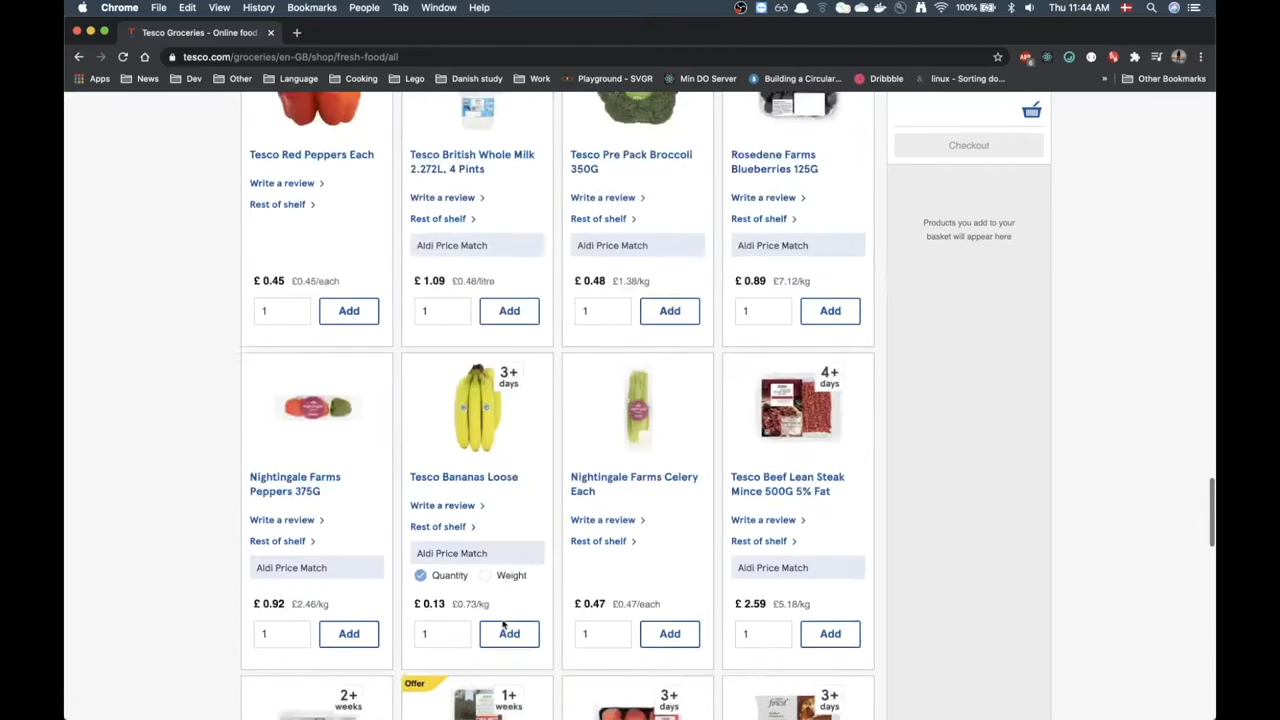 Chrome File Edit View History Bookmarks People Tab Window Help 100% Thu 11:44 AM
Tesco Groceries - Online food
tesco.com/groceries/en-GB/shop/fresh-food/all
Apps News Dev Other Language Cooking Lego Danish study Work Playground - SVGR Min DO Server Building a Circular... Dribbble linux - Sorting do... » Other Bookmarks
Tesco Red Peppers Each
Write a review
Rest of shelf
£ 0.45 £0.45/each
1 Add
Tesco British Whole Milk
2.272L, 4 Pints
Write a review
Rest of shelf
Aldi Price Match
£ 1.09 £0.48/litre
1 Add
Tesco Pre Pack Broccoli
350G
Write a review
Rest of shelf
Aldi Price Match
£ 0.48 £1.38/kg
1 Add
Rosedene Farms
Blueberries 125G
Write a review
Rest of shelf
Aldi Price Match
£ 0.89 £7.12/kg
1 Add
Checkout
Products you add to your
basket will appear here
Nightingale Farms
Peppers 375G
Write a review
Rest of shelf
Aldi Price Match
£ 0.92 £2.46/kg
1 Add
3+
days
Tesco Bananas Loose
Write a review
Rest of shelf
Aldi Price Match
Quantity Weight
£ 0.13 £0.73/kg
1 Add
Nightingale Farms Celery
Each
Write a review
Rest of shelf
£ 0.47 £0.47/each
1 Add
4+
days
Tesco Beef Lean Steak
Mince 500G 5% Fat
Write a review
Rest of shelf
Aldi Price Match
£ 2.59 £5.18/kg
1 Add
2+
weeks
Offer
1+
weeks
3+
days
finest
3+
days